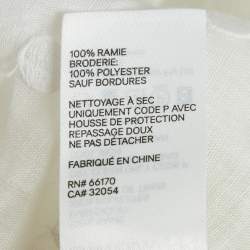 100% RAMIE
BRODERIE:
100% POLYESTER
SAUF BORDURES
NETTOYAGE À SEC
UNIQUEMENT CODE P AVEC
HOUSSE DE PROTECTION
REPASSAGE DOUX
NE PAS DÉTACHER
FABRIQUÉ EN CHINE
RN# 66170
CA# 32054